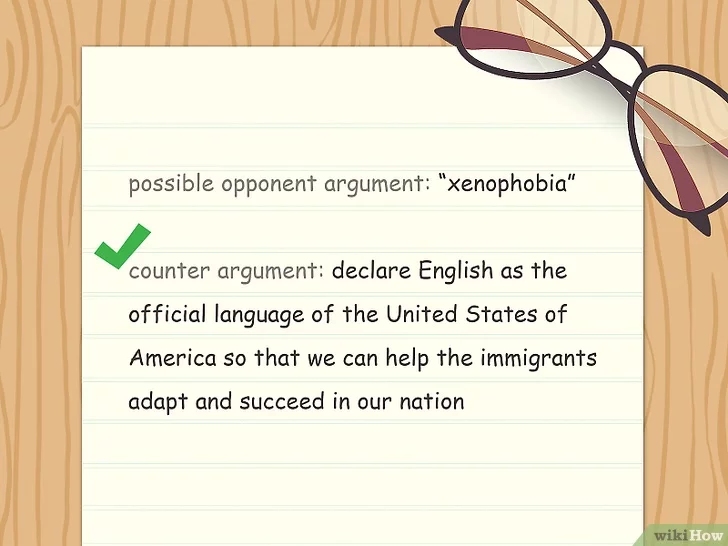 possible opponent argument: “xenophobia”
counter argument: declare English as the
official language of the United States of
America so that we can help the immigrants
adapt and succeed in our nation
wikiHow